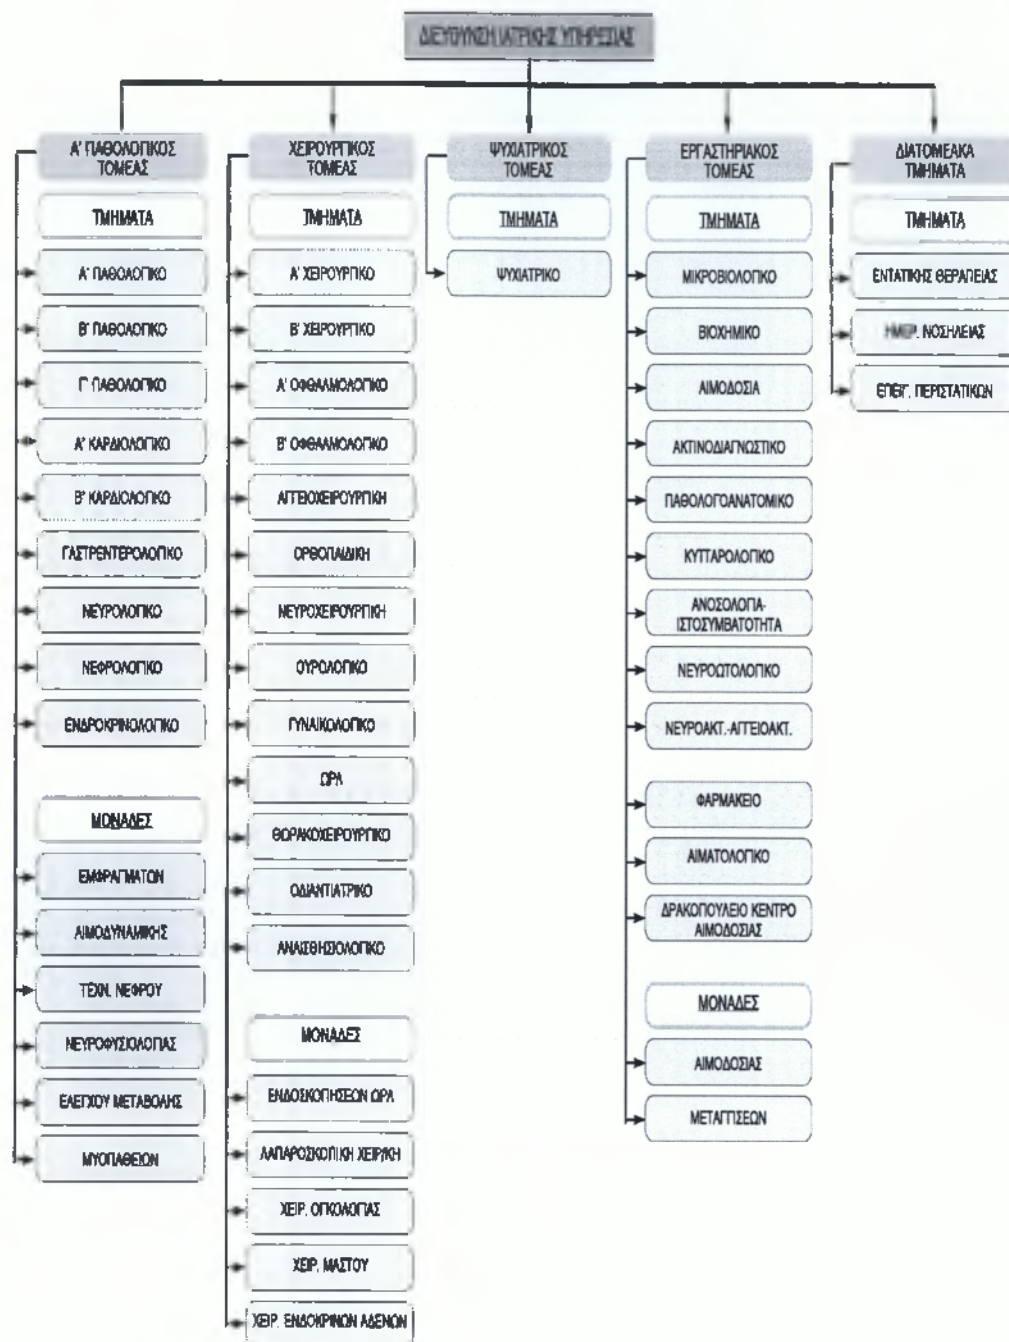 ΔΙΕΥΘΥΝΣΗ ΙΑΤΡΙΚΗΣ ΥΠΗΡΕΣΙΑΣ
Α' ΠΑΘΟΛΟΓΙΚΟΣ
ΤΟΜΕΑΣ
ΤΜΗΜΑΤΑ
Α' ΠΑΘΟΛΟΓΙΚΟ
Β' ΠΑΘΟΛΟΓΙΚΟ
Γ' ΠΑΘΟΛΟΓΙΚΟ
Α' ΚΑΡΔΙΟΛΟΓΙΚΟ
Β' ΚΑΡΔΙΟΛΟΓΙΚΟ
ΓΑΣΤΡΕΝΤΕΡΟΛΟΓΙΚΟ
ΝΕΥΡΟΛΟΓΙΚΟ
ΝΕΦΡΟΛΟΓΙΚΟ
ΕΝΔΡΟΚΡΙΝΟΛΟΓΙΚΟ
ΜΟΝΑΔΕΣ
ΕΜΦΡΑΓΜΑΤΩΝ
ΑΙΜΟΔΥΝΑΜΙΚΗΣ
ΤΕΧΝ. ΝΕΦΡΟΥ
ΝΕΥΡΟΦΥΣΙΟΛΟΓΙΑΣ
ΕΛΕΓΧΟΥ ΜΕΤΑΒΟΛΗΣ
ΜΥΟΠΑΘΕΙΩΝ
ΧΕΙΡΟΥΡΓΙΚΟΣ
ΤΟΜΕΑΣ
ΤΜΗΜΑΤΑ
Α' ΧΕΙΡΟΥΡΓΙΚΟ
Β' ΧΕΙΡΟΥΡΓΙΚΟ
Α' ΟΦΘΑΛΜΟΛΟΓΙΚΟ
Β' ΟΦΘΑΛΜΟΛΟΓΙΚΟ
ΑΓΓΕΙΟΧΕΙΡΟΥΡΓΙΚΗ
ΟΡΘΟΠΑΙΔΙΚΗ
ΝΕΥΡΟΧΕΙΡΟΥΡΓΙΚΗ
ΟΥΡΟΛΟΓΙΚΟ
ΓΥΝΑΙΚΟΛΟΓΙΚΟ
ΩΡΛ
ΘΩΡΑΚΟΧΕΙΡΟΥΡΓΙΚΟ
ΟΔΙΑΝΤΙΑΤΡΙΚΟ
ΑΝΑΙΣΘΗΣΙΟΛΟΓΙΚΟ
ΜΟΝΑΔΕΣ
ΕΝΔΟΣΚΟΠΗΣΕΩΝ ΩΡΛ
ΛΑΠΑΡΟΣΚΟΠΙΚΗ ΧΕΙΡ/ΚΗ
ΧΕΙΡ. ΟΓΚΟΛΟΓΙΑΣ
ΧΕΙΡ. ΜΑΣΤΟΥ
ΧΕΙΡ. ΕΝΔΟΚΡΙΝΩΝ ΑΔΕΝΩΝ
ΨΥΧΙΑΤΡΙΚΟΣ
ΤΟΜΕΑΣ
ΤΜΗΜΑΤΑ
ΨΥΧΙΑΤΡΙΚΟ
ΕΡΓΑΣΤΗΡΙΑΚΟΣ
ΤΟΜΕΑΣ
ΤΜΗΜΑΤΑ
ΜΙΚΡΟΒΙΟΛΟΓΙΚΟ
ΒΙΟΧΗΜΙΚΟ
ΑΙΜΟΔΟΣΙΑ
ΑΚΤΙΝΟΔΙΑΓΝΩΣΤΙΚΟ
ΠΑΘΟΛΟΓΟΑΝΑΤΟΜΙΚΟ
ΚΥΤΤΑΡΟΛΟΓΙΚΟ
ΑΝΟΣΟΛΟΓΙΑ-
ΙΣΤΟΣΥΜΒΑΤΟΤΗΤΑ
ΝΕΥΡΟΩΤΟΛΟΓΙΚΟ
ΝΕΥΡΟΑΚΤ.-ΑΓΓΕΙΟΑΚΤ.
ΦΑΡΜΑΚΕΙΟ
ΑΙΜΑΤΟΛΟΓΙΚΟ
ΔΡΑΚΟΠΟΥΛΕΙΟ ΚΕΝΤΡΟ
ΑΙΜΟΔΟΣΙΑΣ
ΜΟΝΑΔΕΣ
ΑΙΜΟΔΟΣΙΑΣ
ΜΕΤΑΓΓΙΣΕΩΝ
ΔΙΑΤΟΜΕΑΚΑ
ΤΜΗΜΑΤΑ
ΤΜΗΜΑΤΑ
ΕΝΤΑΤΙΚΗΣ ΘΕΡΑΠΕΙΑΣ
ΗΜΕΡ. ΝΟΣΗΛΕΙΑΣ
ΕΠΕΙΓ. ΠΕΡΙΣΤΑΤΙΚΩΝ